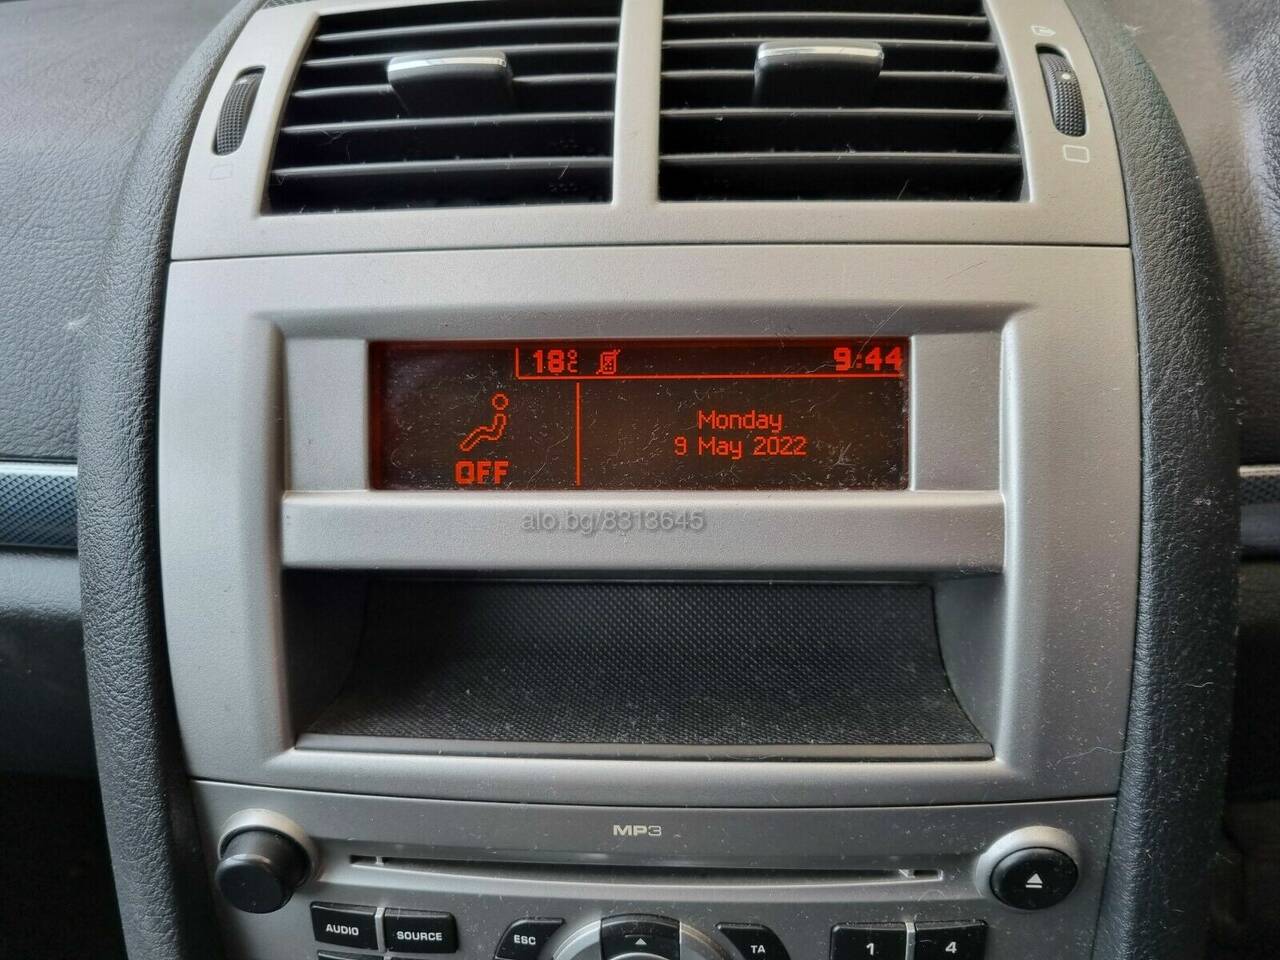 18°C 9:44
Monday
9 May 2022
OFF
alo.bg/8313645
MP3
AUDIO SOURCE ESC TA 1 4